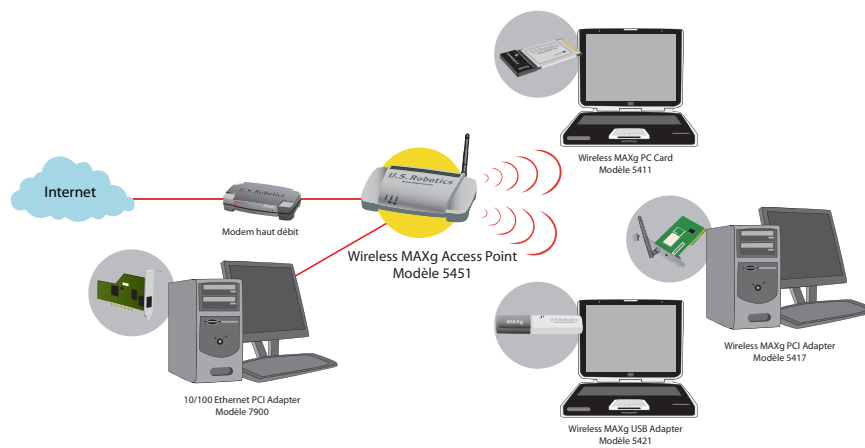 Wireless MAXg PC Card
Modèle 5411
Internet
U.S. Robotics
Modem haut débit
Wireless MAXg Access Point
Modèle 5451
MAXg
U.S. Robotics
Wireless MAXg PCI Adapter
Modèle 5417
10/100 Ethernet PCI Adapter
Modèle 7900
Wireless MAXg USB Adapter
Modèle 5421